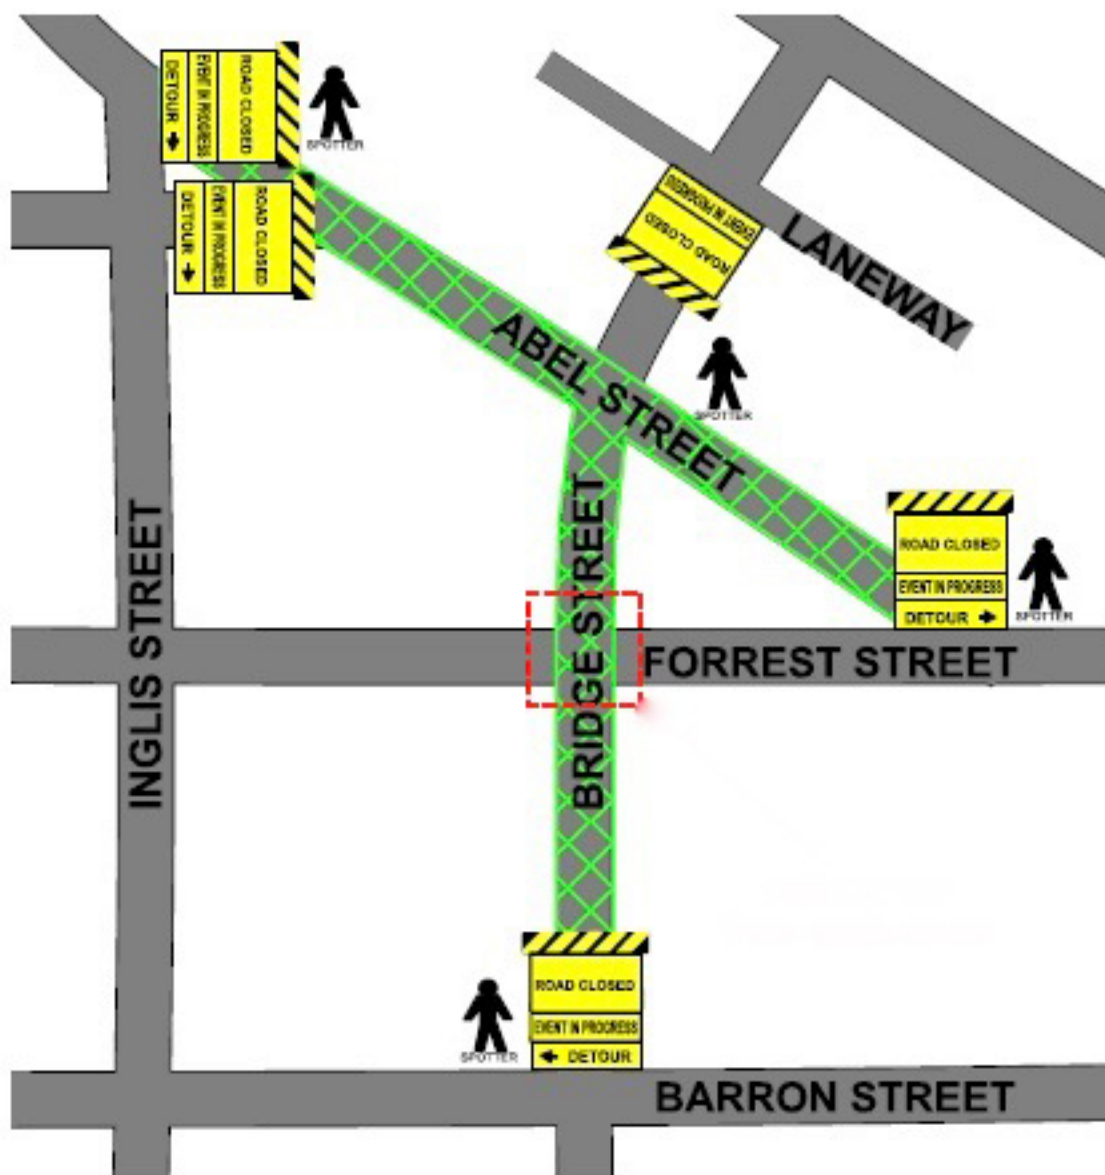 ROAD CLOSED
EVENT IN PROGRESS
DETOUR →
SPOTTER
ROAD CLOSED
EVENT IN PROGRESS
DETOUR →
EVENT IN PROGRESS
ROAD CLOSED
LANEWAY
SPOTTER
ABEL STREET
ROAD CLOSED
EVENT IN PROGRESS
DETOUR →
SPOTTER
BRIDGE STREET
INGLIS STREET
FORREST STREET
ROAD CLOSED
EVENT IN PROGRESS
← DETOUR
SPOTTER
BARRON STREET